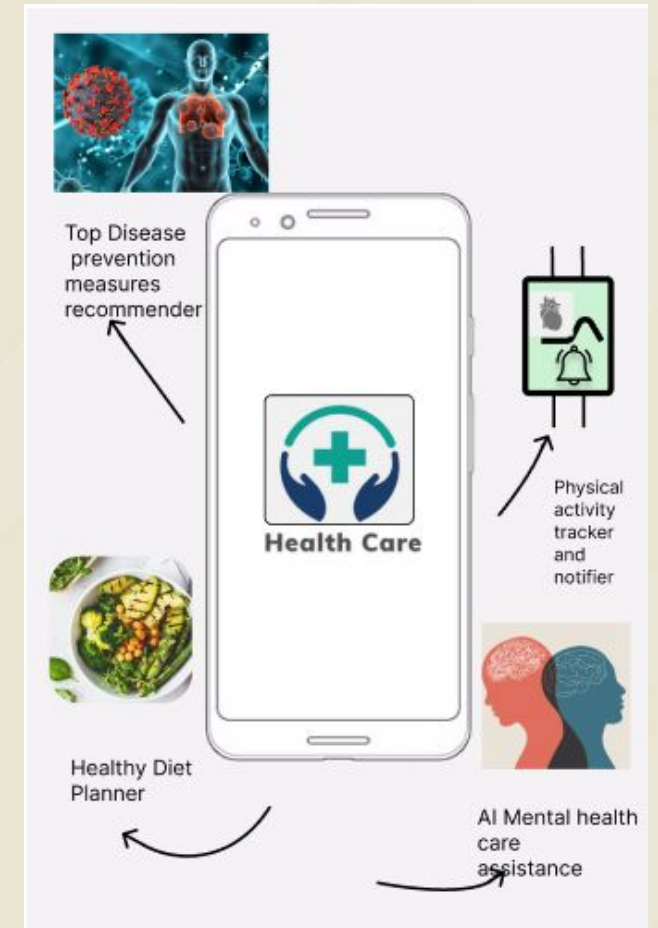 Top Disease
prevention
measures
recommender
Health Care
Physical
activity
tracker
and
notifier
Healthy Diet
Planner
AI Mental health
care
assistance